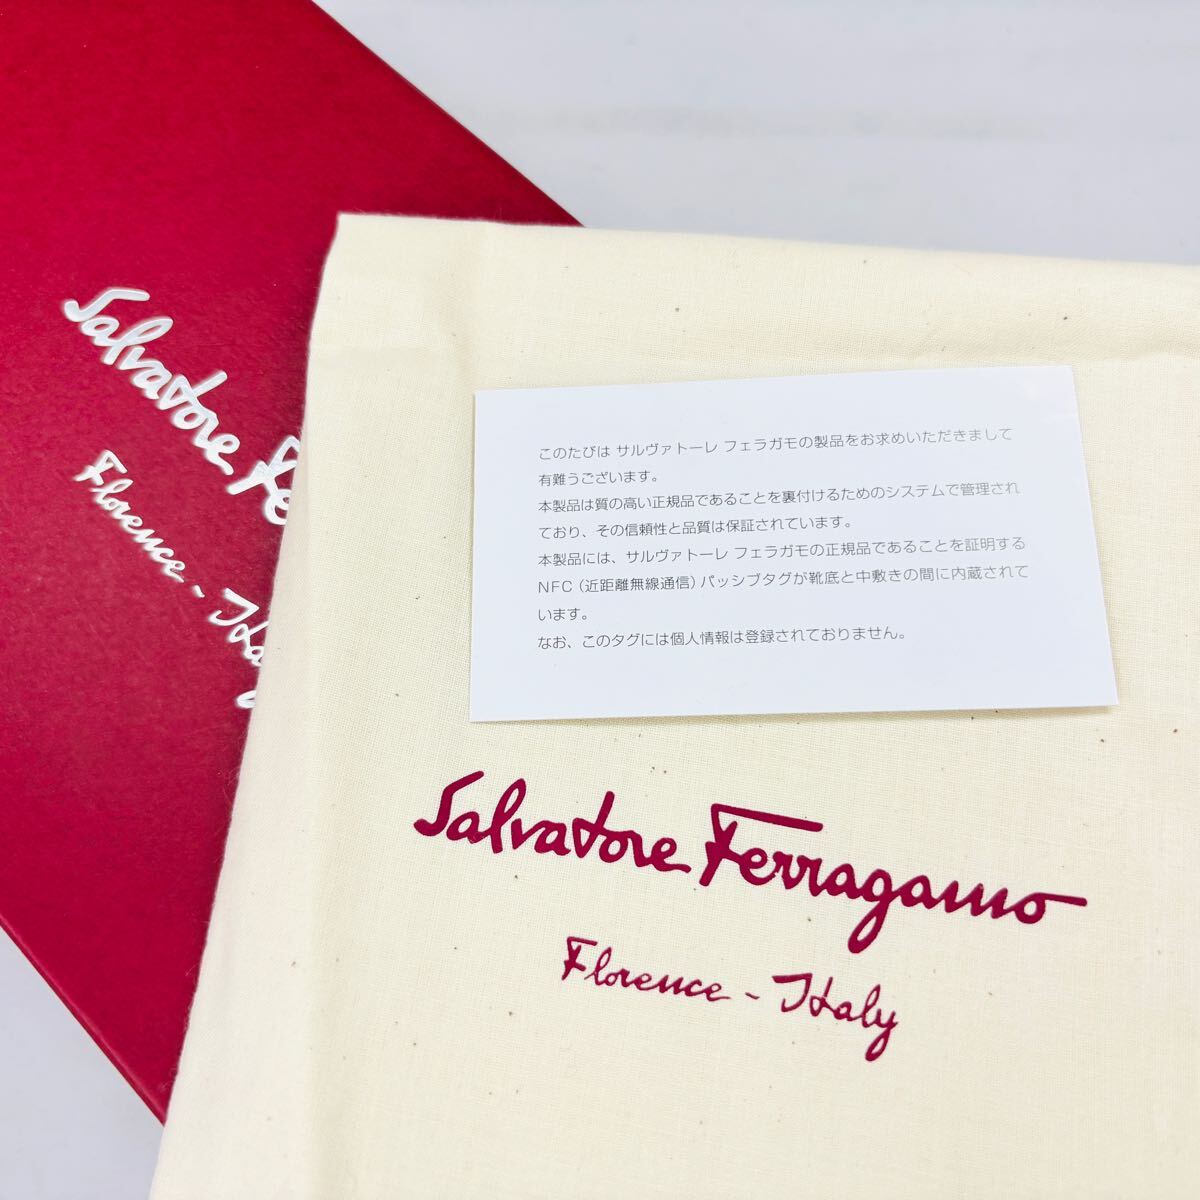 Salvatore Fe
Florence - Ita
このたびは サルヴァトーレ フェラガモの製品をお求めいただきまして
有難うございます。
本製品は質の高い正規品であることを裏付けるためのシステムで管理され
ており、その信頼性と品質は保証されています。
本製品には、サルヴァトーレ フェラガモの正規品であることを証明する
NFC（近距離無線通信）パッシブタグが靴底と中敷きの間に内蔵されて
います。
なお、このタグには個人情報は登録されておりません。
Salvatore Ferragamo
Florence - Italy